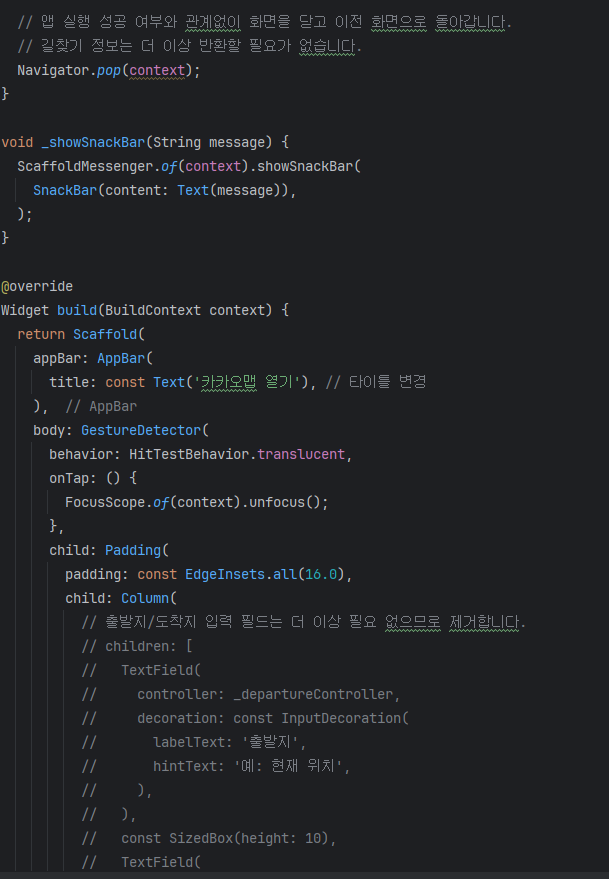 // 앱 실행 성공 여부와 관계없이 화면을 닫고 이전 화면으로 돌아갑니다.
// 길찾기 정보는 더 이상 반환할 필요가 없습니다.
Navigator.pop(context);
}
void _showSnackBar(String message) {
ScaffoldMessenger.of(context).showSnackBar(
SnackBar(content: Text(message)),
);
}
@override
Widget build(BuildContext context) {
return Scaffold(
appBar: AppBar(
title: const Text('카카오맵 열기'), // 타이틀 변경
), // AppBar
body: GestureDetector(
behavior: HitTestBehavior.translucent,
onTap: () {
FocusScope.of(context).unfocus();
},
child: Padding(
padding: const EdgeInsets.all(16.0),
child: Column(
// 출발지/도착지 입력 필드는 더 이상 필요 없으므로 제거합니다.
// children: [
// TextField(
// controller: _departureController,
// decoration: const InputDecoration(
// labelText: '출발지',
// hintText: '예: 현재 위치',
// ),
// ),
// const SizedBox(height: 10),
// TextField(